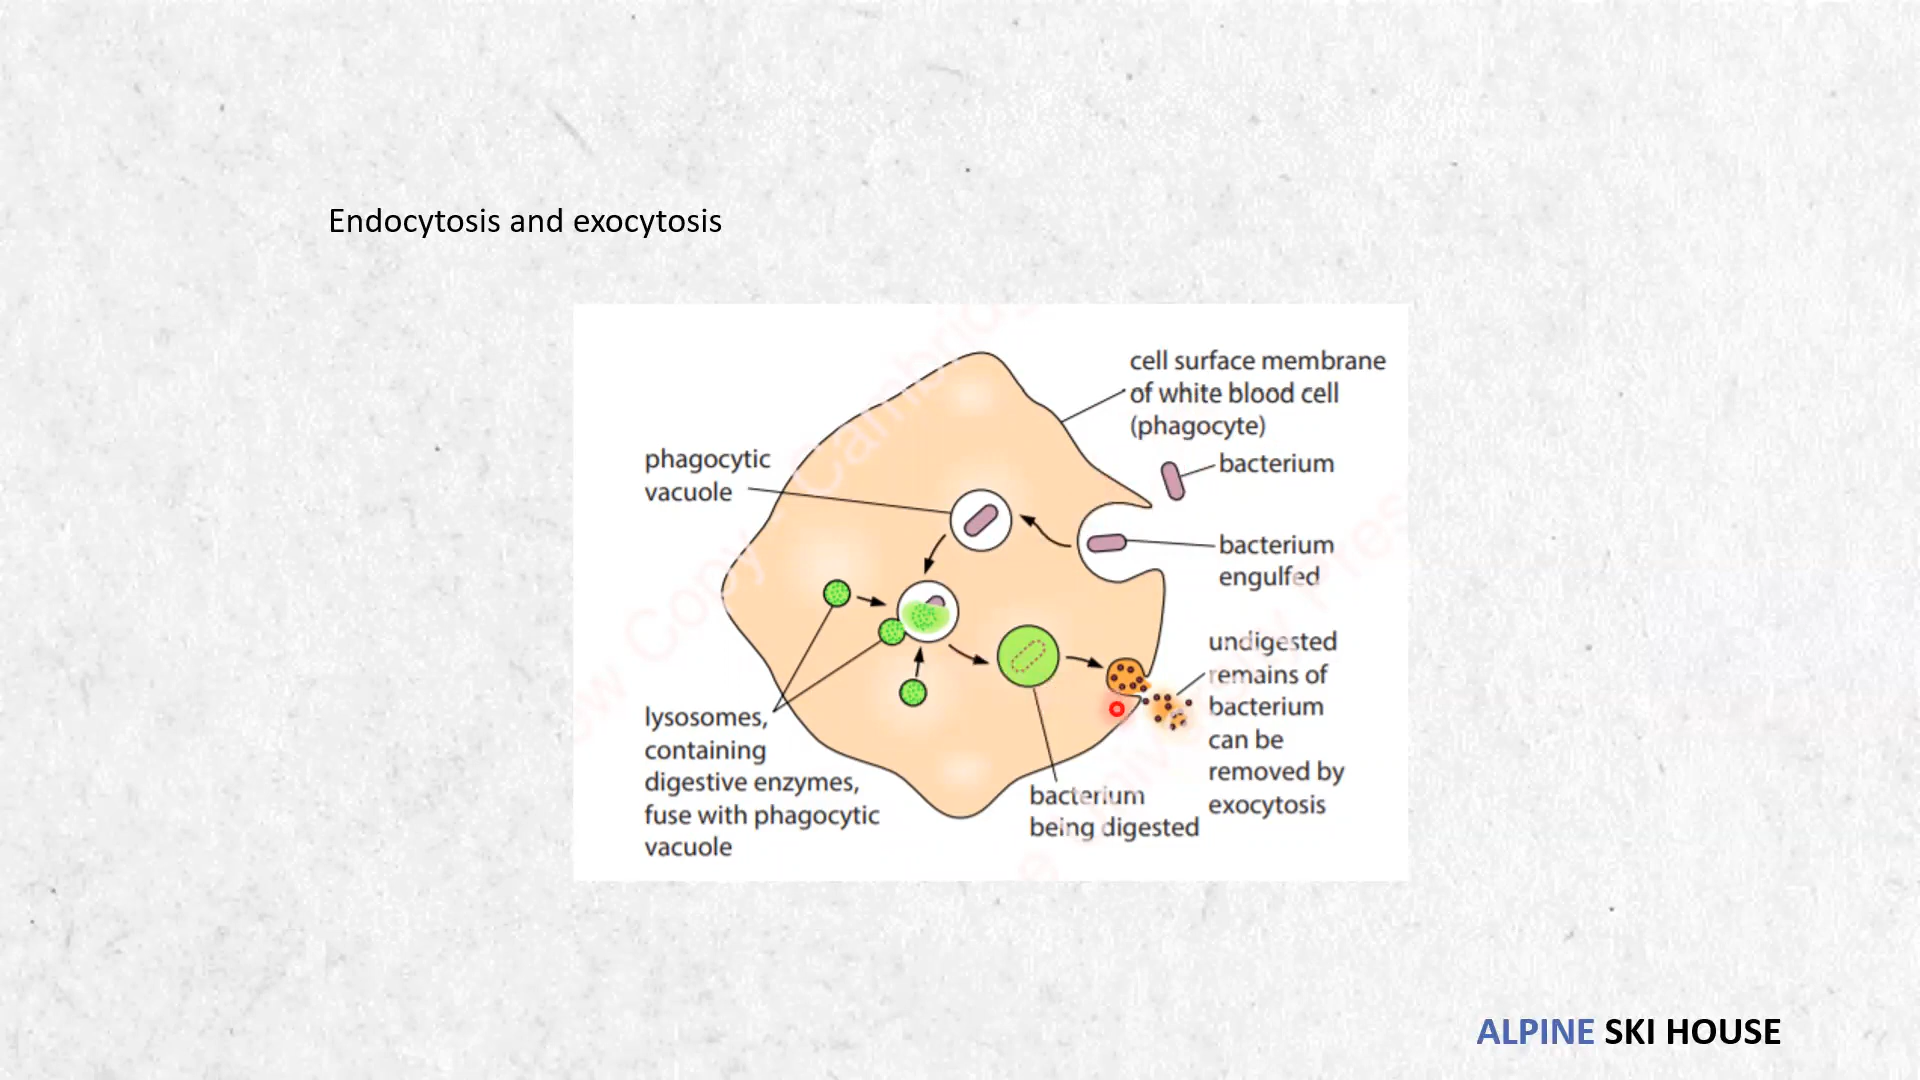 Endocytosis and exocytosis
cell surface membrane
of white blood cell
(phagocyte)
bacterium
phagocytic
vacuole
bacterium
engulfed
undigested
remains of
bacterium
can be
removed by
exocytosis
lysosomes,
containing
digestive enzymes,
fuse with phagocytic
vacuole
bacterium
being digested
ALPINE SKI HOUSE